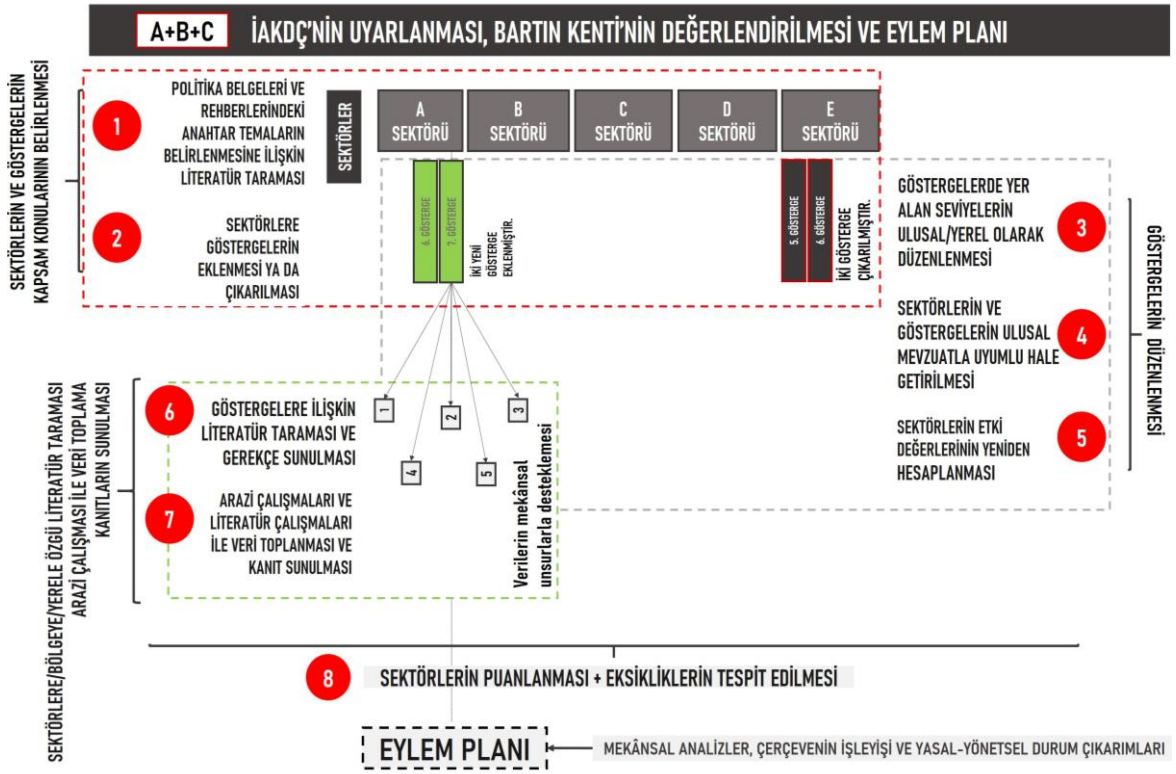 A+B+C
İAKDÇ'NİN UYARLANMASI, BARTIN KENTİ'NİN DEĞERLENDİRİLMESİ VE EYLEM PLANI
SEKTÖRLERİN VE GÖSTERGELERİN
KAPSAM KONULARININ BELİRLENMESİ
1
POLİTİKA BELGELERİ VE
REHBERLERİNDEKİ
ANAHTAR TEMALARIN
BELİRLENMESİNE İLİŞKİN
LİTERATÜR TARAMASI
2
SEKTÖRLERE
GÖSTERGELERİN
EKLENMESİ YA DA
ÇIKARILMASI
SEKTÖRLER
A
SEKTÖRÜ
B
SEKTÖRÜ
C
SEKTÖRÜ
D
SEKTÖRÜ
E
SEKTÖRÜ
6. GÖSTERGE
7. GÖSTERGE
İKİ YENİ
GÖSTERGE
EKLENMİŞTİR.
5. GÖSTERGE
6. GÖSTERGE
İKİ GÖSTERGE
ÇIKARILMIŞTIR.
GÖSTERGELERDE YER
ALAN SEVİYELERİN
ULUSAL/YEREL OLARAK
DÜZENLENMESİ
3
SEKTÖRLERİN VE
GÖSTERGELERİN ULUSAL
MEVZUATLA UYUMLU HALE
GETİRİLMESİ
4
SEKTÖRLERİN ETKİ
DEĞERLERİNİN YENİDEN
HESAPLANMASI
5
GÖSTERGELERİN DÜZENLENMESİ
SEKTÖRLERE/BÖLGEYE/YERELE ÖZGÜ LİTERATÜR TARAMASI
ARAZİ ÇALIŞMASI İLE VERİ TOPLAMA
KANITLARIN SUNULMASI
6
GÖSTERGELERE İLİŞKİN
LİTERATÜR TARAMASI VE
GEREKÇE SUNULMASI
7
ARAZİ ÇALIŞMALARI VE
LİTERATÜR ÇALIŞMALARI
İLE VERİ TOPLANMASI VE
KANIT SUNULMASI
1
2
3
4
5
Verilerin mekânsal
unsurlarla desteklemesi
8
SEKTÖRLERİN PUANLANMASI + EKSİKLİKLERİN TESPİT EDİLMESİ
EYLEM PLANI
MEKÂNSAL ANALİZLER, ÇERÇEVENİN İŞLEYİŞİ VE YASAL-YÖNETSEL DURUM ÇIKARIMLARI